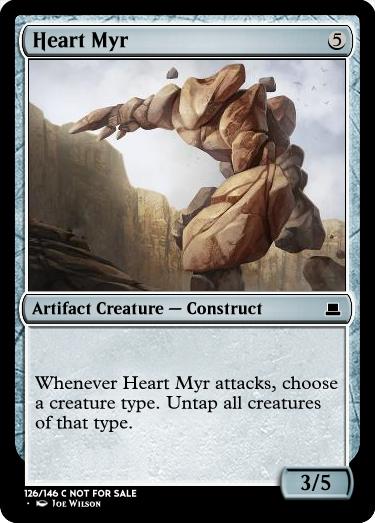 Heart Myr 5
Artifact Creature — Construct
Whenever Heart Myr attacks, choose
a creature type. Untap all creatures
of that type.
3/5
126/146 C NOT FOR SALE
· Joe Wilson